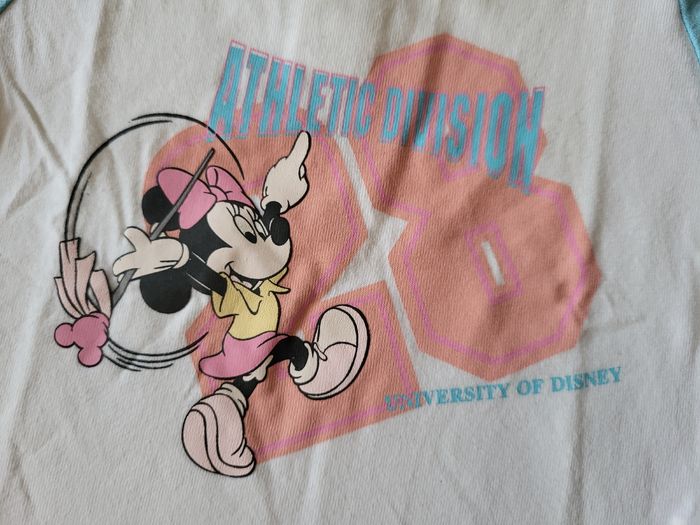 ATHLETIC DIVISION
28
UNIVERSITY OF DISNEY